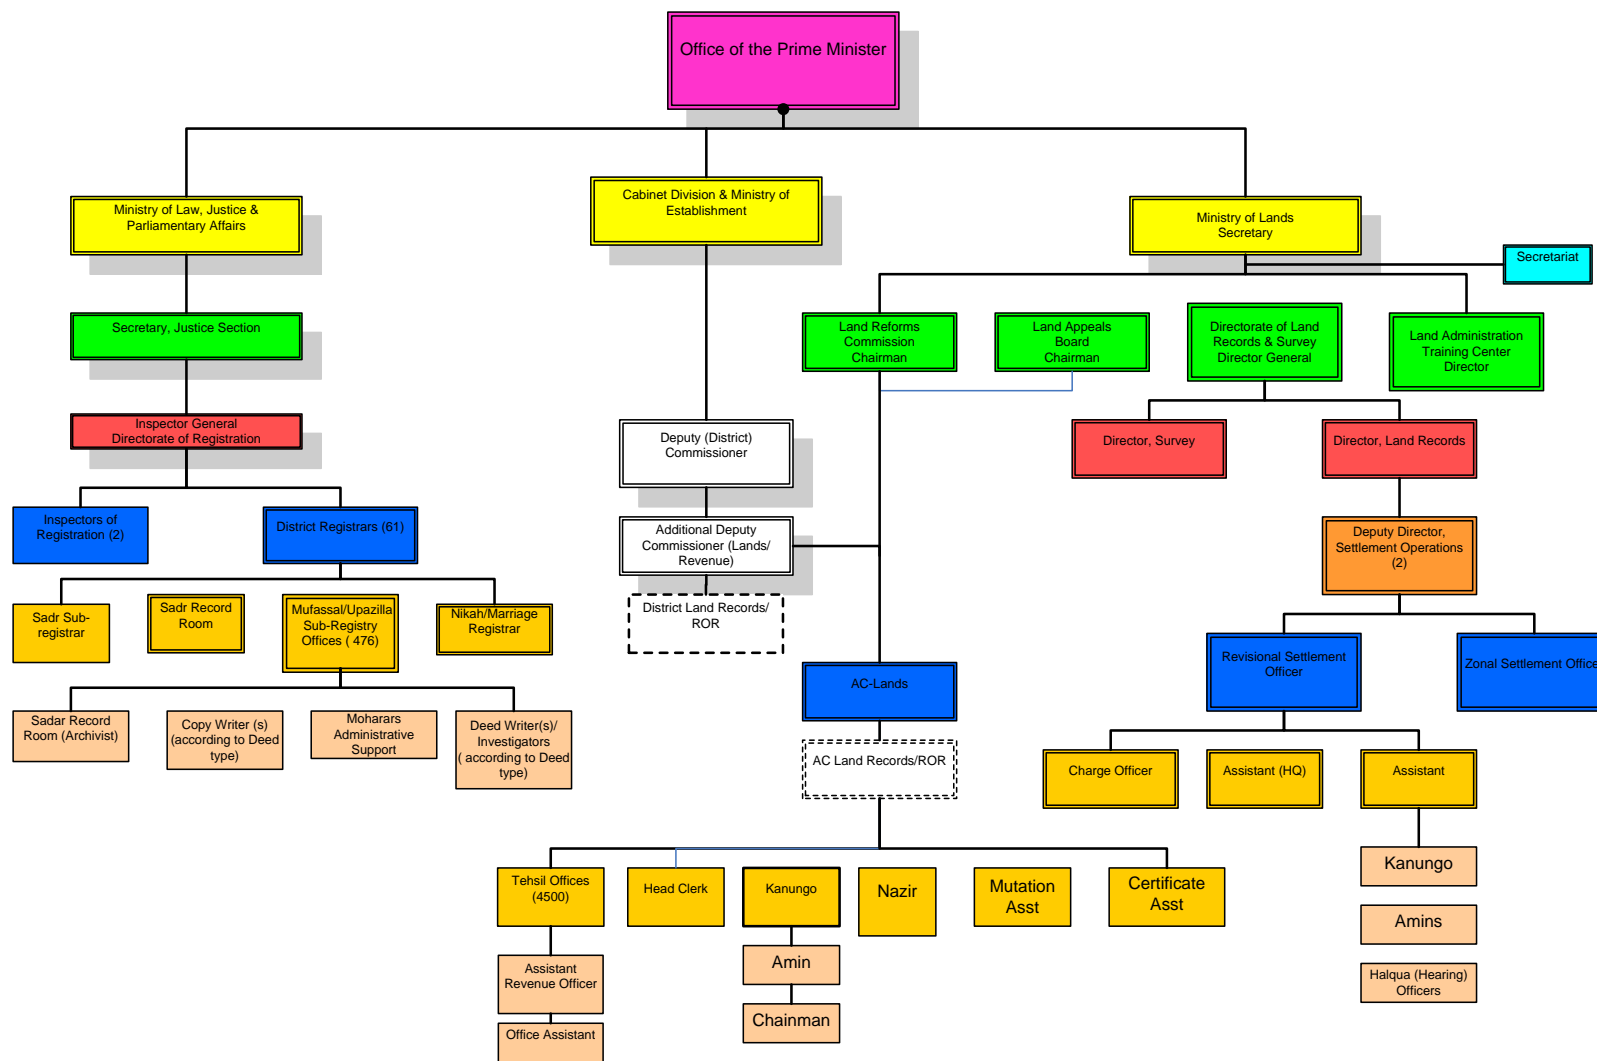 Office of the Prime Minister
Ministry of Law, Justice &
Parliamentary Affairs
Cabinet Division & Ministry of
Establishment
Ministry of Lands
Secretary
Secretariat
Secretary, Justice Section
Land Reforms
Commission
Chairman
Land Appeals
Board
Chairman
Directorate of Land
Records & Survey
Director General
Land Administration
Training Center
Director
Inspector General
Directorate of Registration
Deputy (District)
Commissioner
Director, Survey
Director, Land Records
Inspectors of
Registration (2)
District Registrars (61)
Additional Deputy
Commissioner (Lands/
Revenue)
Deputy Director,
Settlement Operations
(2)
Sadr Sub-
registrar
Sadr Record
Room
Mufassal/Upazilla
Sub-Registry
Offices ( 476)
Nikah/Marriage
Registrar
District Land Records/
ROR
Revisional Settlement
Officer
Zonal Settlement Office
AC-Lands
Sadar Record
Room (Archivist)
Copy Writer (s)
(according to Deed
type)
Moharars
Administrative
Support
Deed Writer(s)/
Investigators
( according to Deed
type)
AC Land Records/ROR
Charge Officer
Assistant (HQ)
Assistant
Kanungo
Amins
Halqua (Hearing)
Officers
Tehsil Offices
(4500)
Head Clerk
Kanungo
Nazir
Mutation
Asst
Certificate
Asst
Assistant
Revenue Officer
Amin
Office Assistant
Chainman